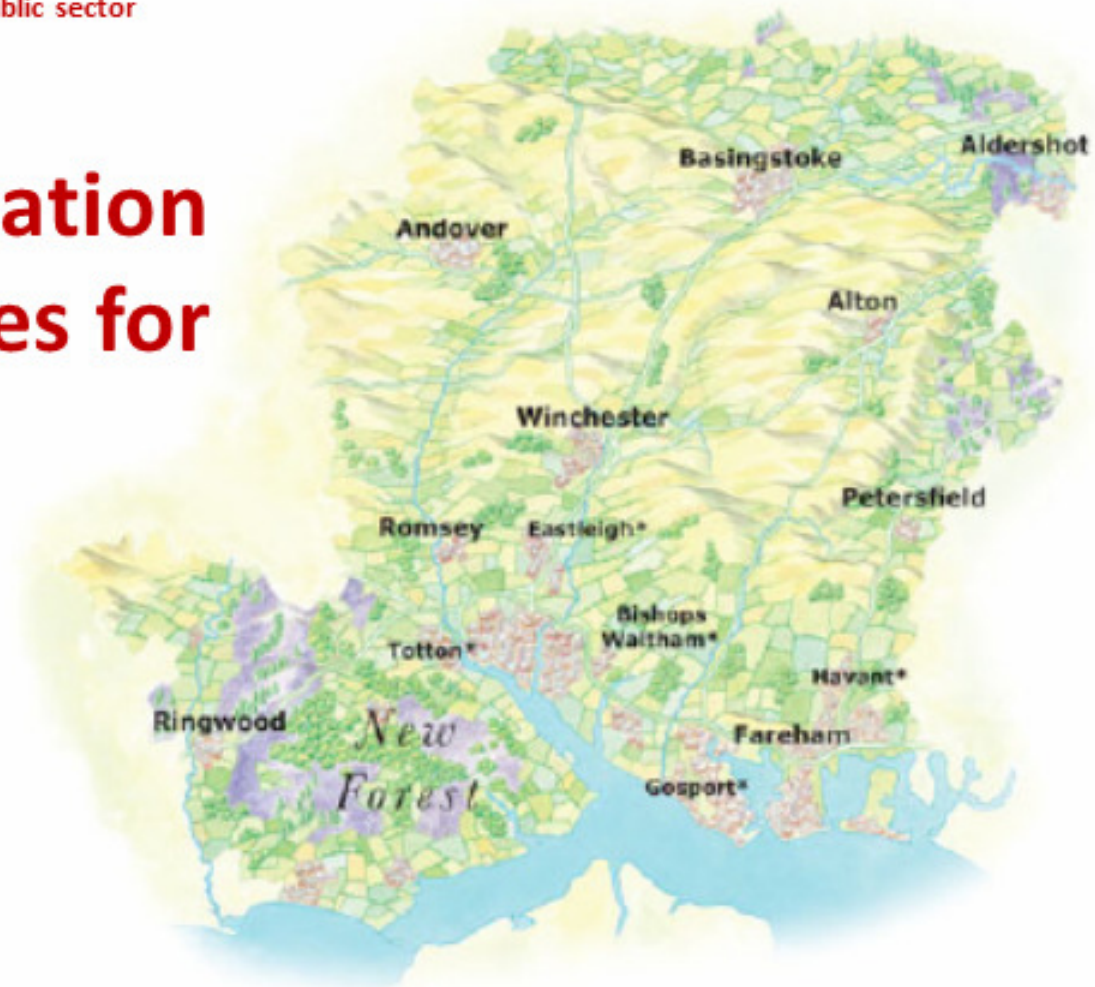 blic sector
ation
es for
Basingstoke
Aldershot
Andover
Alton
Winchester
Petersfield
Romsey
Eastleigh*
Bishops
Waltham*
Totton*
Havant*
Ringwood
New
Forest
Fareham
Gosport*